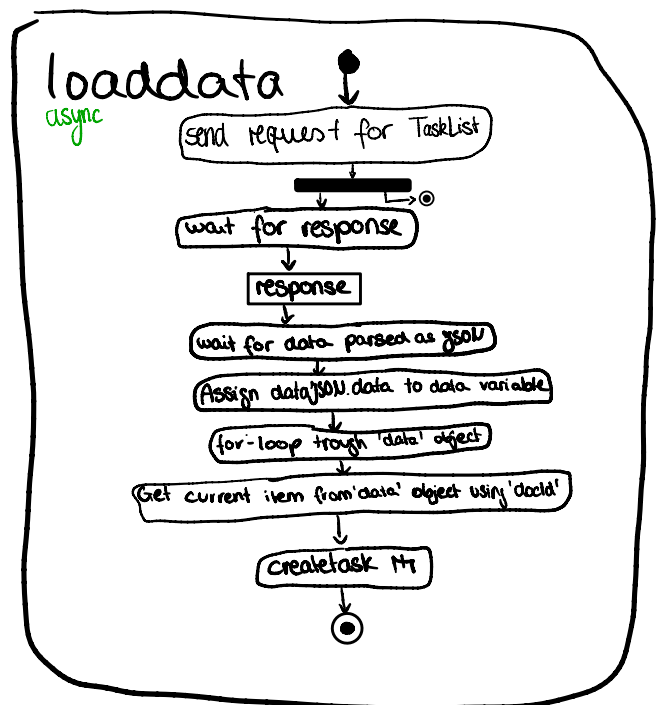 loaddata
async
send request for TaskList
wait for response
response
wait for data parsed as JSON
Assign dataJSON.data to data variable
for-loop trough 'data' object
Get current item from 'data' object using 'docId'
createtask